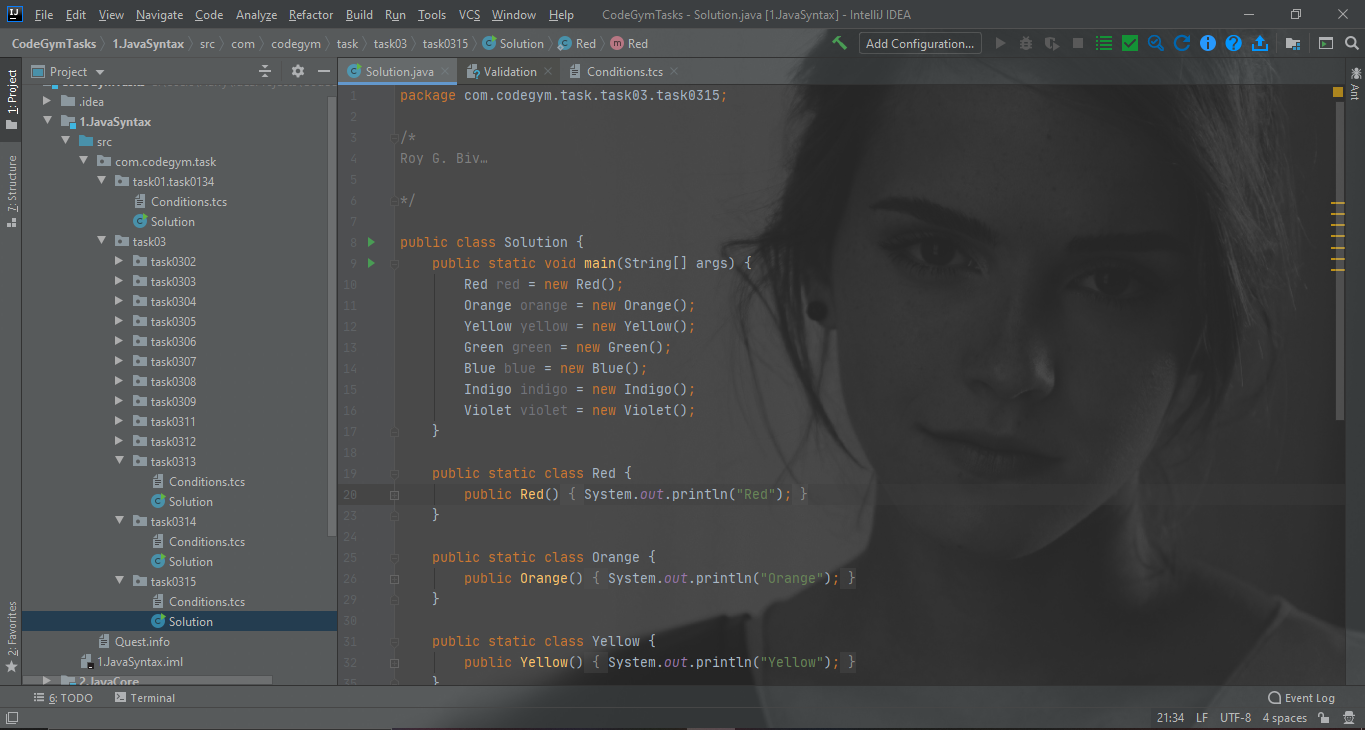 File Edit View Navigate Code Analyze Refactor Build Run Tools VCS Window Help CodeGymTasks - Solution.java [1.JavaSyntax] - IntelliJ IDEA
CodeGymTasks 1.JavaSyntax src com codegym task task03 task0315 Solution Red Red Add Configuration...
Project
Solution.java Validation Conditions.tcs
1: Project
7: Structure
2: Favorites
Ant
.idea
1.JavaSyntax
src
com.codegym.task
task01.task0134
Conditions.tcs
Solution
task03
task0302
task0303
task0304
task0305
task0306
task0307
task0308
task0309
task0311
task0312
task0313
Conditions.tcs
Solution
task0314
Conditions.tcs
Solution
task0315
Conditions.tcs
Solution
Quest.info
1.JavaSyntax.iml
2.JavaCore
1 package com.codegym.task.task03.task0315;
2
3 /*
4 Roy G. Biv…
5
6 */
7
8 public class Solution {
9 public static void main(String[] args) {
10 Red red = new Red();
11 Orange orange = new Orange();
12 Yellow yellow = new Yellow();
13 Green green = new Green();
14 Blue blue = new Blue();
15 Indigo indigo = new Indigo();
16 Violet violet = new Violet();
17 }
18
19 public static class Red {
20 public Red() { System.out.println("Red"); }
23 }
24
25 public static class Orange {
26 public Orange() { System.out.println("Orange"); }
29 }
30
31 public static class Yellow {
32 public Yellow() { System.out.println("Yellow"); }
35 }
6: TODO Terminal Event Log
21:34 LF UTF-8 4 spaces